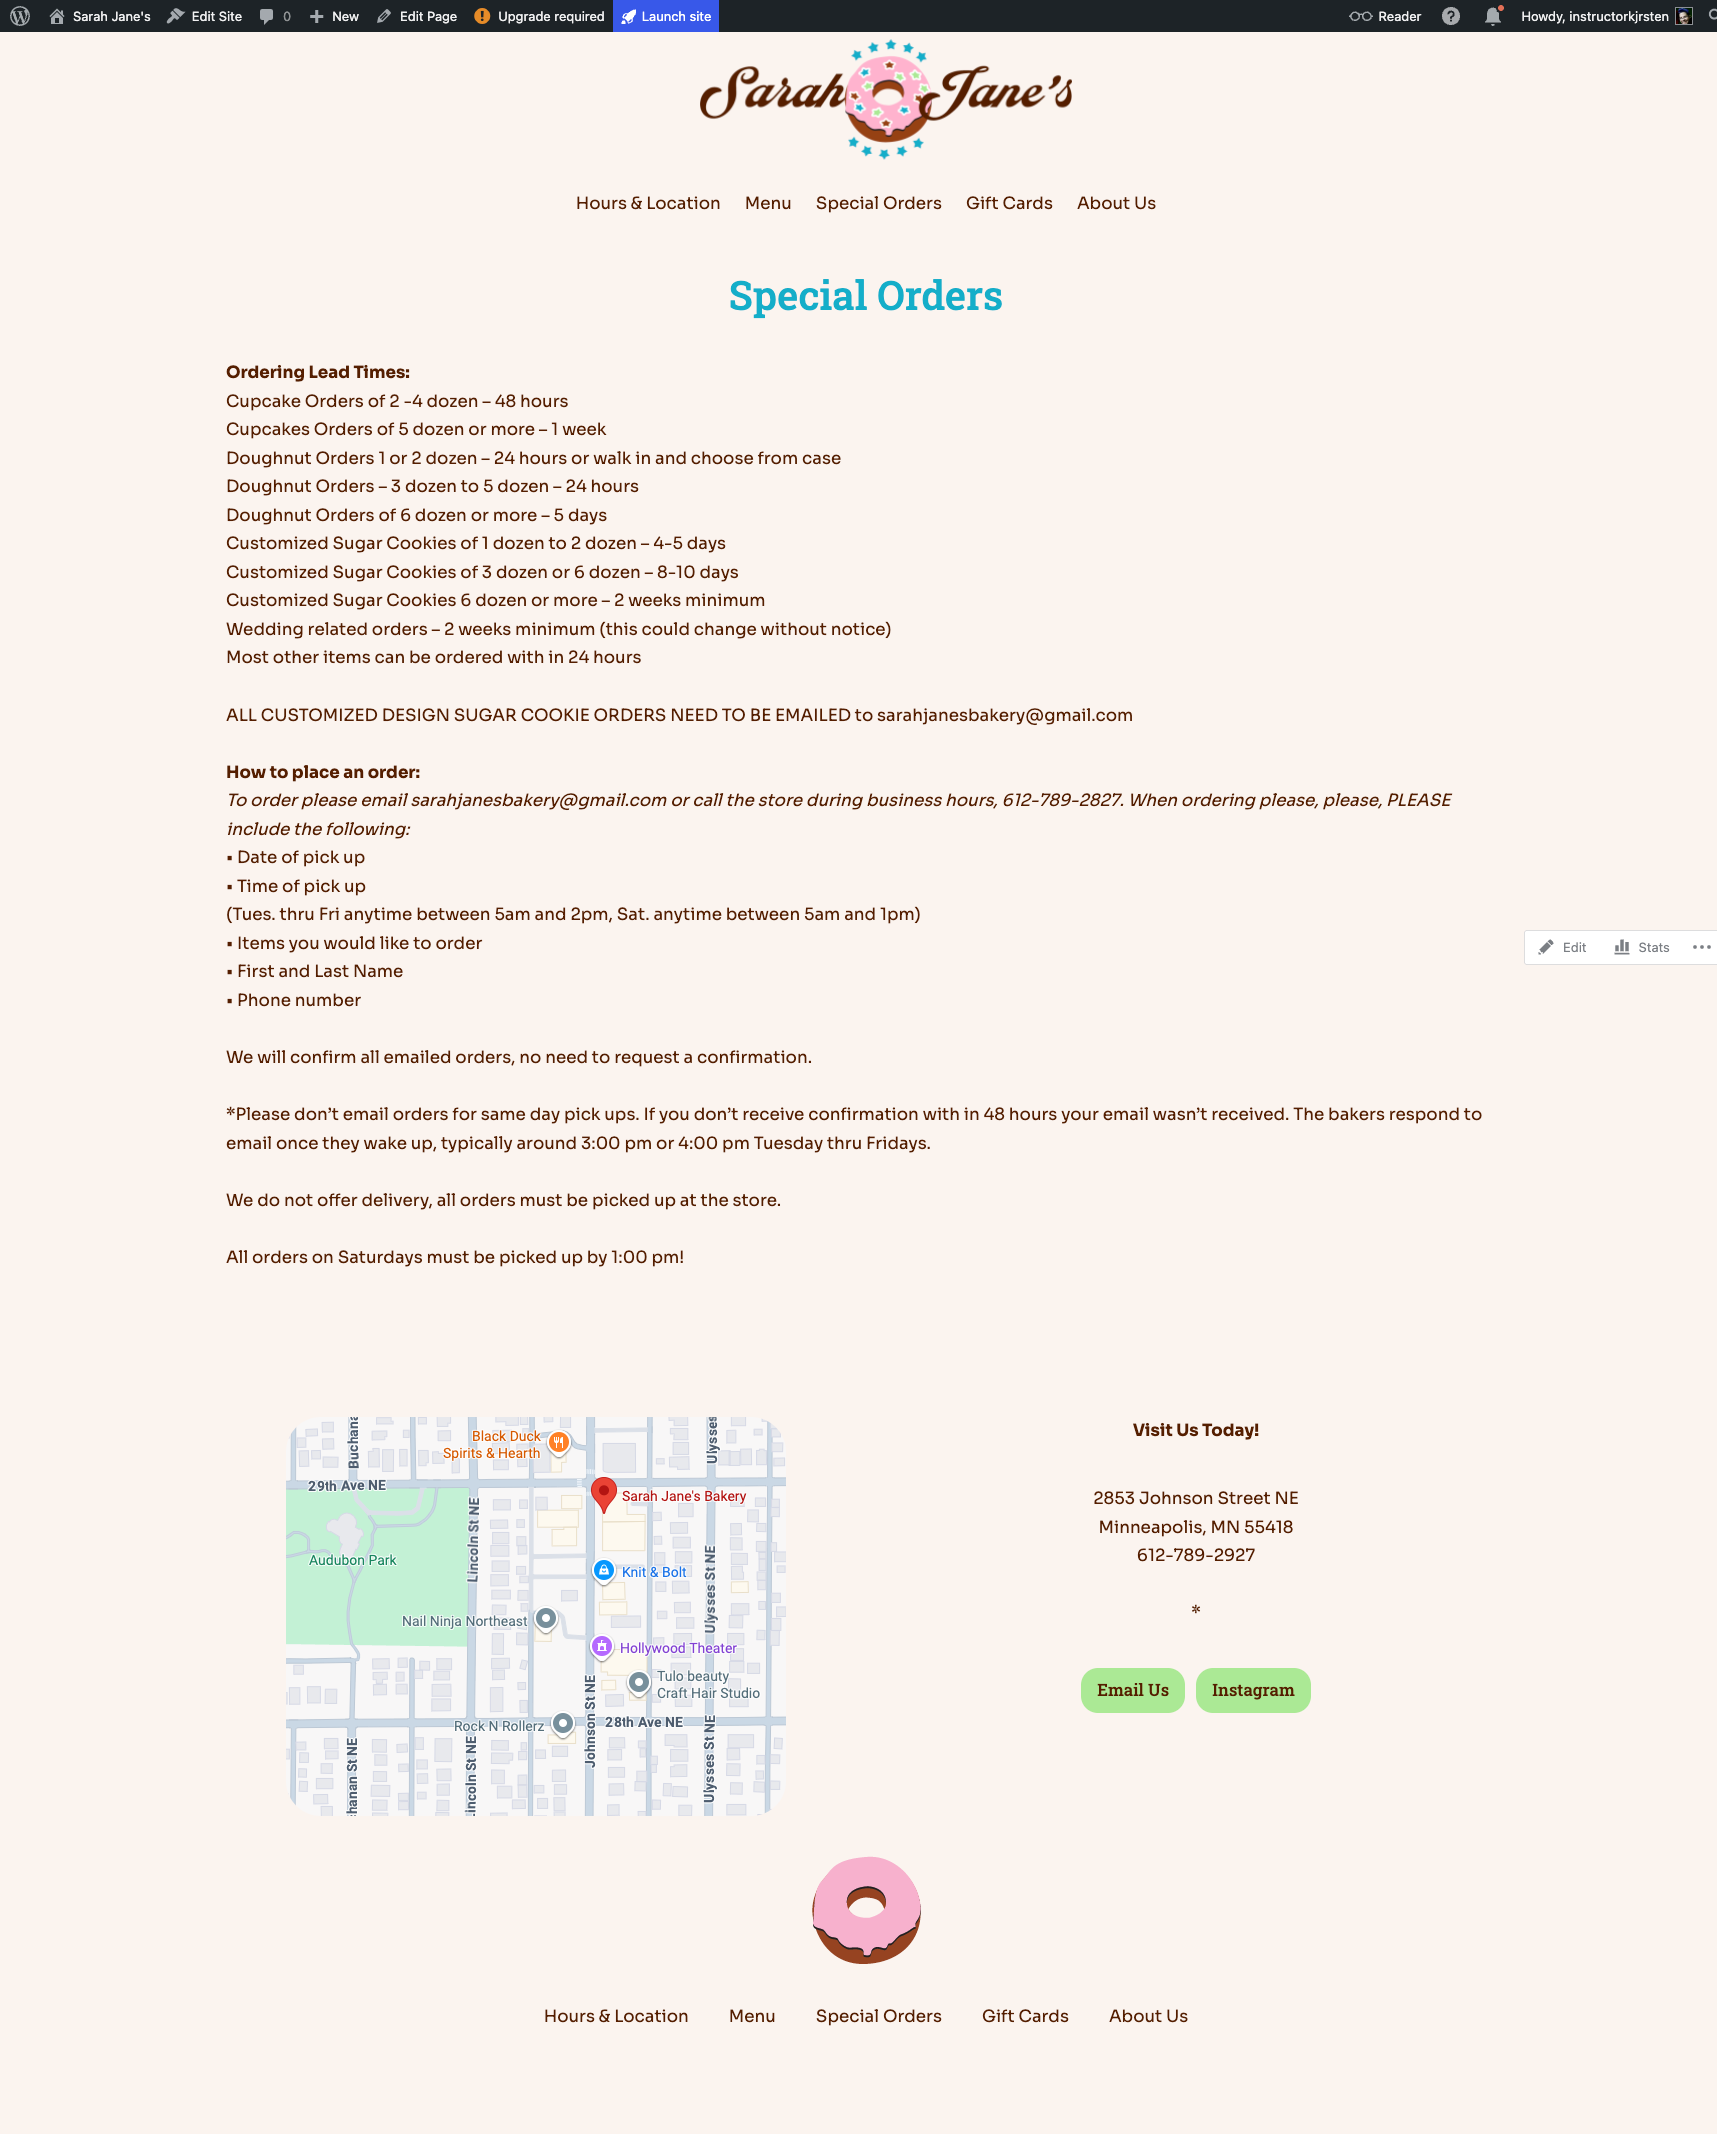 Sarah Jane's Edit Site 0 New Edit Page Upgrade required Launch site Reader Howdy, instructorkjrsten
Sarah Jane's
Hours & Location Menu Special Orders Gift Cards About Us
Special Orders
Ordering Lead Times:
Cupcake Orders of 2 -4 dozen – 48 hours
Cupcakes Orders of 5 dozen or more – 1 week
Doughnut Orders 1 or 2 dozen – 24 hours or walk in and choose from case
Doughnut Orders – 3 dozen to 5 dozen – 24 hours
Doughnut Orders of 6 dozen or more – 5 days
Customized Sugar Cookies of 1 dozen to 2 dozen – 4-5 days
Customized Sugar Cookies of 3 dozen or 6 dozen – 8-10 days
Customized Sugar Cookies 6 dozen or more – 2 weeks minimum
Wedding related orders – 2 weeks minimum (this could change without notice)
Most other items can be ordered with in 24 hours
ALL CUSTOMIZED DESIGN SUGAR COOKIE ORDERS NEED TO BE EMAILED to sarahjanesbakery@gmail.com
How to place an order:
To order please email sarahjanesbakery@gmail.com or call the store during business hours, 612-789-2827. When ordering please, please, PLEASE
include the following:
▪ Date of pick up
▪ Time of pick up
(Tues. thru Fri anytime between 5am and 2pm, Sat. anytime between 5am and 1pm)
▪ Items you would like to order
▪ First and Last Name
▪ Phone number
Edit Stats
We will confirm all emailed orders, no need to request a confirmation.
*Please don’t email orders for same day pick ups. If you don’t receive confirmation with in 48 hours your email wasn’t received. The bakers respond to
email once they wake up, typically around 3:00 pm or 4:00 pm Tuesday thru Fridays.
We do not offer delivery, all orders must be picked up at the store.
All orders on Saturdays must be picked up by 1:00 pm!
Buchana
Black Duck
Spirits & Hearth
Ulysses
29th Ave NE
Sarah Jane's Bakery
Lincoln St NE
Audubon Park
Knit & Bolt
Ulysses St NE
Nail Ninja Northeast
Hollywood Theater
Tulo beauty
Craft Hair Studio
Johnson St NE
Rock N Rollerz
28th Ave NE
hanan St NE
incoln St NE
Ulysses St NE
Visit Us Today!
2853 Johnson Street NE
Minneapolis, MN 55418
612-789-2927
*
Email Us Instagram
Hours & Location Menu Special Orders Gift Cards About Us